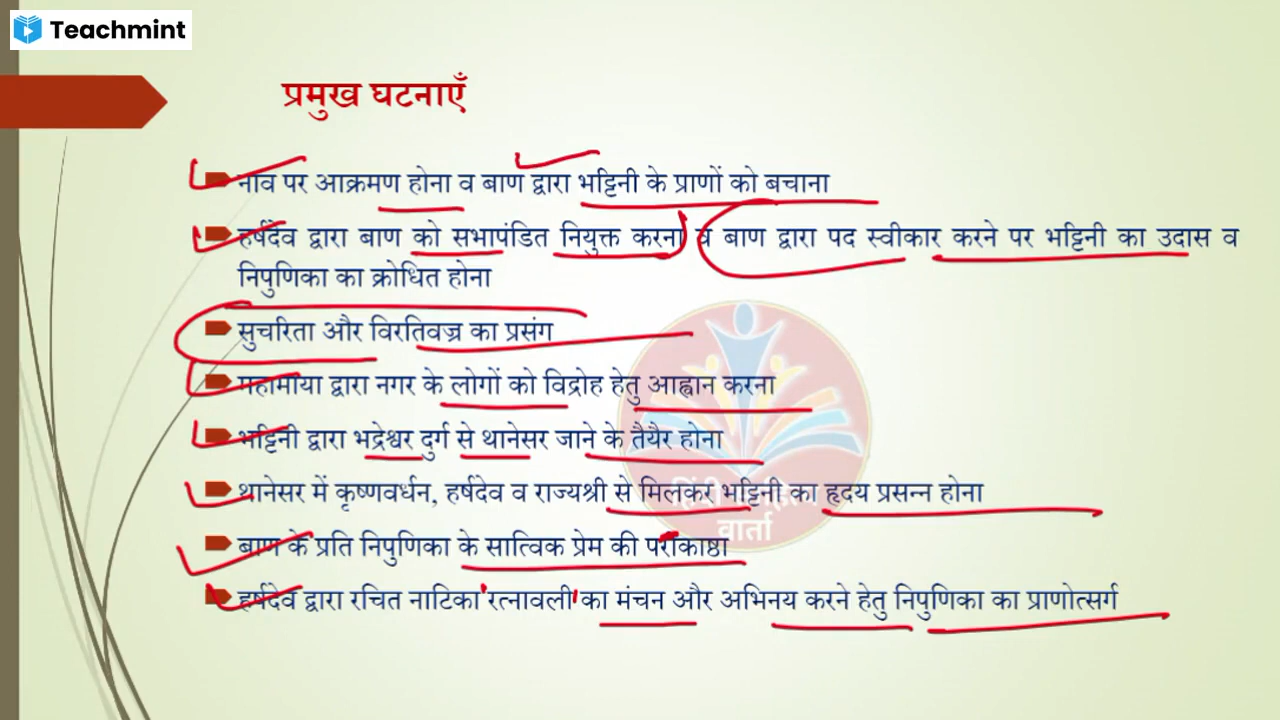 Teachmint
प्रमुख घटनाएँ
नाव पर आक्रमण होना व बाण द्वारा भट्टिनी के प्राणों को बचाना
हर्षदेव द्वारा बाण को सभापंडित नियुक्त करना व बाण द्वारा पद स्वीकार करने पर भट्टिनी का उदास व
निपुणिका का क्रोधित होना
सुचरिता और विरतिवज्र का प्रसंग
महामाया द्वारा नगर के लोगों को विद्रोह हेतु आह्वान करना
भट्टिनी द्वारा भद्रेश्वर दुर्ग से थानेसर जाने के तैयैर होना
थानेसर में कृष्णवर्धन, हर्षदेव व राज्यश्री से मिलकर भट्टिनी का हृदय प्रसन्न होना
बाण के प्रति निपुणिका के सात्विक प्रेम की पराकाष्ठा
हर्षदेव द्वारा रचित नाटिका 'रत्नावली' का मंचन और अभिनय करने हेतु निपुणिका का प्राणोत्सर्ग
वार्ता